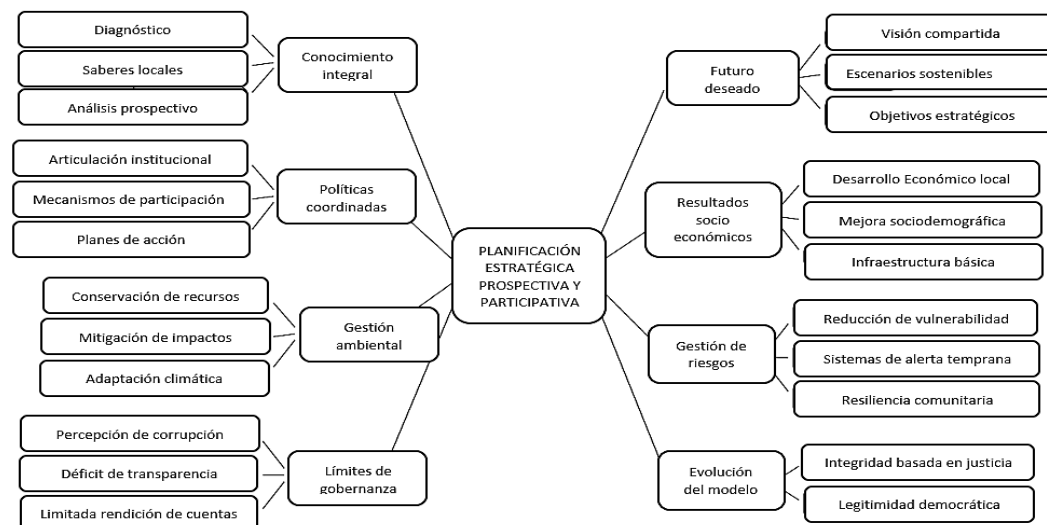 Diagnóstico
Saberes locales
Análisis prospectivo
Conocimiento
integral
Articulación institucional
Mecanismos de participación
Planes de acción
Políticas
coordinadas
Conservación de recursos
Mitigación de impactos
Adaptación climática
Gestión
ambiental
Percepción de corrupción
Déficit de transparencia
Limitada rendición de cuentas
Límites de
gobernanza
PLANIFICACIÓN
ESTRATÉGICA
PROSPECTIVA Y
PARTICIPATIVA
Futuro
deseado
Visión compartida
Escenarios sostenibles
Objetivos estratégicos
Resultados
socio
económicos
Desarrollo Económico local
Mejora sociodemográfica
Infraestructura básica
Gestión de
riesgos
Reducción de vulnerabilidad
Sistemas de alerta temprana
Resiliencia comunitaria
Evolución
del modelo
Integridad basada en justicia
Legitimidad democrática